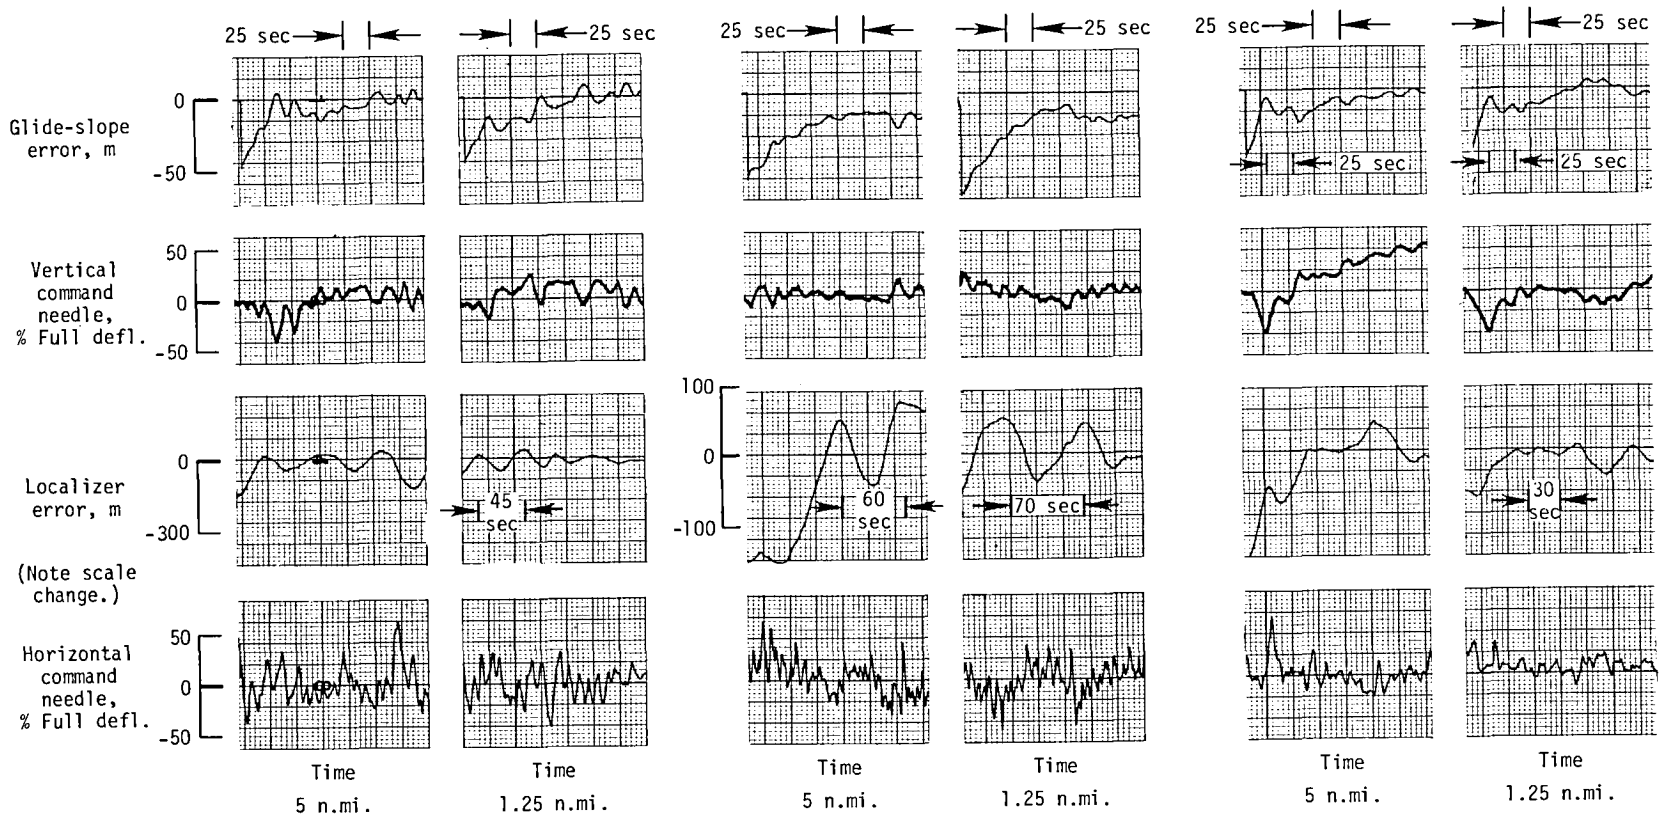 25 sec
25 sec
25 sec
25 sec
25 sec
25 sec
Glide-slope
error, m
0
-50
25 sec
25 sec
Vertical
command
needle,
% Full defl.
50
0
-50
Localizer
error, m
0
-300
45
sec
100
0
-100
60
sec
70 sec
30
sec
(Note scale
change.)
Horizontal
command
needle,
% Full defl.
50
0
-50
Time
Time
Time
Time
Time
Time
5 n.mi.
1.25 n.mi.
5 n.mi.
1.25 n.mi.
5 n.mi.
1.25 n.mi.